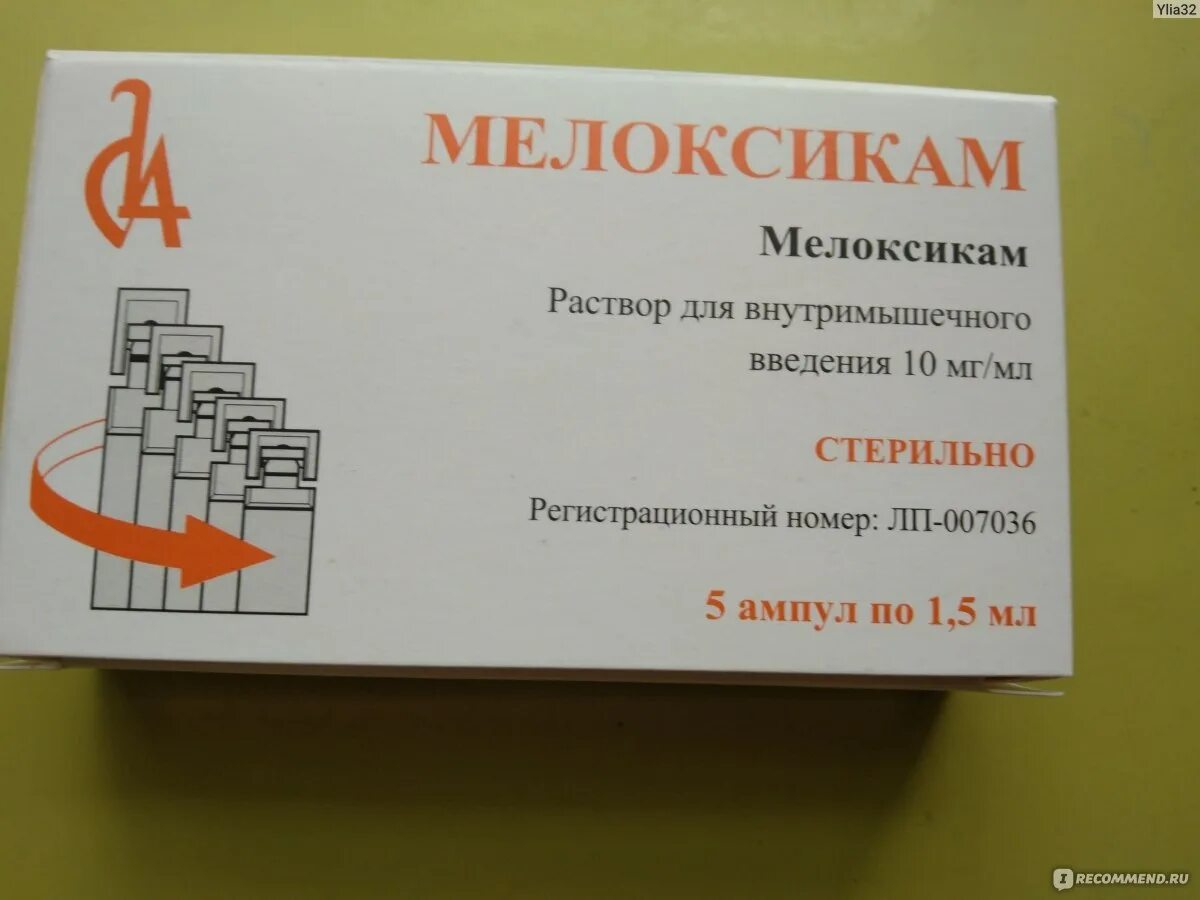 Ylia32
МЕЛОКСИКАМ
Мелоксикам
Раствор для внутримышечного
введения 10 мг/мл
СТЕРИЛЬНО
Регистрационный номер: ЛП-007036
5 ампул по 1,5 мл
IRECOMMEND.RU